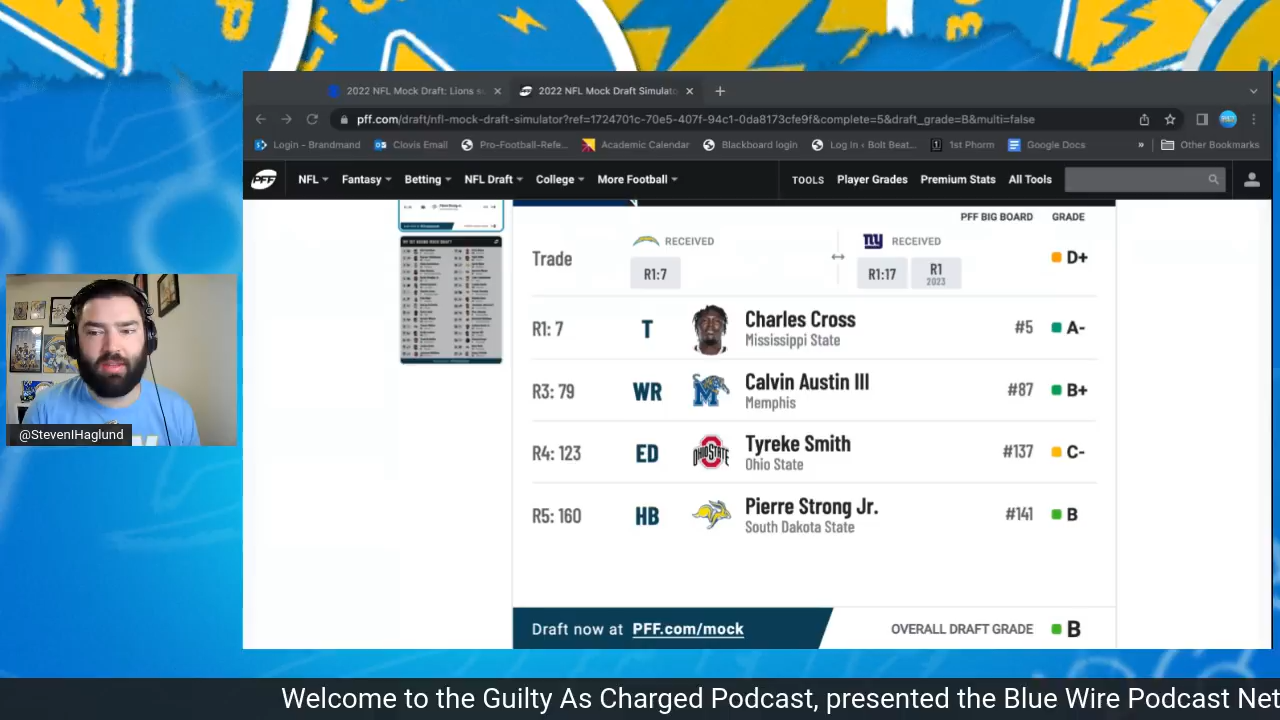 2022 NFL Mock Draft: Lions s
2022 NFL Mock Draft Simulato
pff.com/draft/nfl-mock-draft-simulator?ref=1724701c-70e5-407f-94c1-0da8173cfe9f&complete=5&draft_grade=B&multi=false
Login - Brandmand
Clovis Email
Pro-Football-Refe...
Academic Calendar
Blackboard login
Log In ‹ Bolt Beat...
1st Phorm
Google Docs
»
Other Bookmarks
PFF
NFL
Fantasy
Betting
NFL Draft
College
More Football
TOOLS
Player Grades
Premium Stats
All Tools
PFF BIG BOARD GRADE
Trade
RECEIVED
R1:7
ny RECEIVED
R1:17
R1
2023
D+
R1: 7 T Charles Cross #5 A-
Mississippi State
R3: 79 WR Calvin Austin III #87 B+
Memphis
R4: 123 ED Tyreke Smith #137 C-
OHIO STATE
Ohio State
R5: 160 HB Pierre Strong Jr. #141 B
South Dakota State
Draft now at PFF.com/mock
OVERALL DRAFT GRADE B
@StevenIHaglund
Welcome to the Guilty As Charged Podcast, presented the Blue Wire Podcast Net